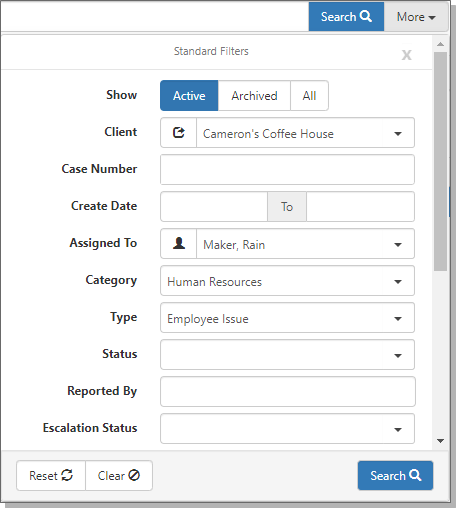 Search More
Standard Filters x
Show Active Archived All
Client Cameron's Coffee House
Case Number
Create Date To
Assigned To Maker, Rain
Category Human Resources
Type Employee Issue
Status
Reported By
Escalation Status
Reset Clear Search